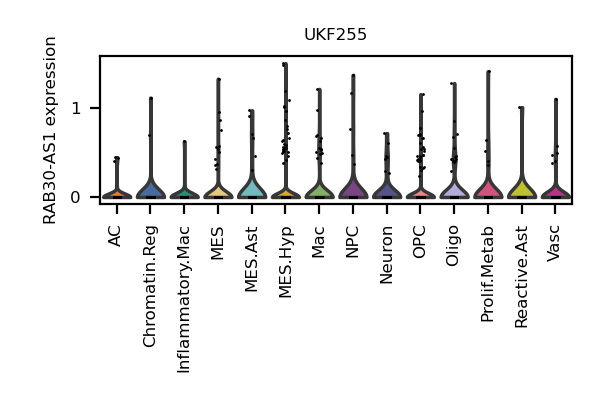 UKF255
RAB30-AS1 expression
1
0
AC
Chromatin.Reg
Inflammatory.Mac
MES
MES.Ast
MES.Hyp
Mac
NPC
Neuron
OPC
Oligo
Prolif.Metab
Reactive.Ast
Vasc